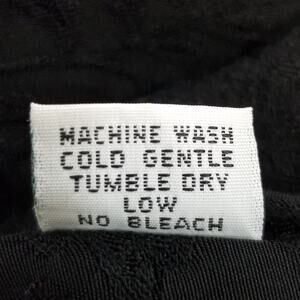 MACHINE WASH
COLD GENTLE
TUMBLE DRY
LOW
NO BLEACH